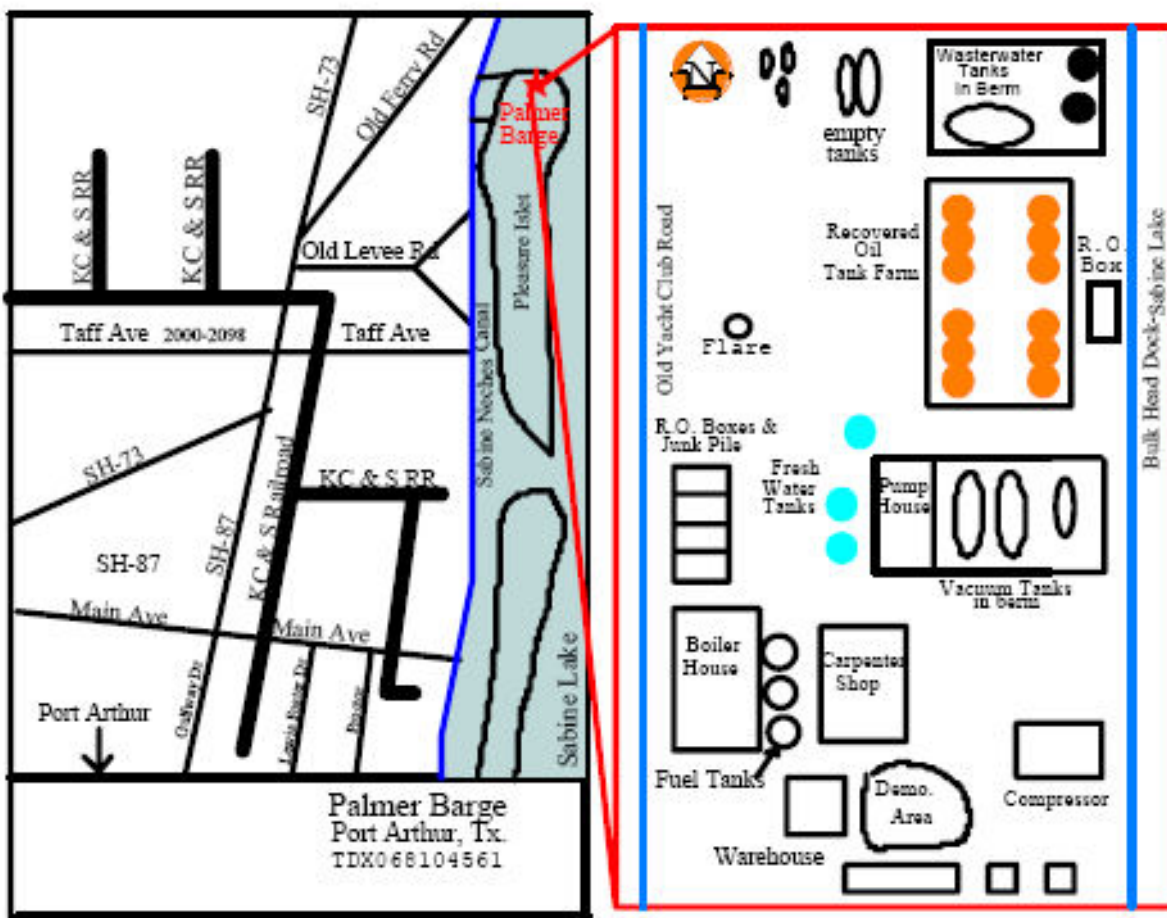 SH-73
Old Ferry Rd
Palmer
Barge
KC & S RR
KC & S RR
Old Levee Rd
Pleasure Islet
Taff Ave 2000-2098
Taff Ave
Sabine Neches Canal
SH-73
KC & S RR
SH-87
KC & S Railroad
SH-87
Main Ave
Main Ave
Port Arthur
Sabine Lake
Palmer Barge
Port Arthur, Tx.
TDX068104561
N
Wasterwater
Tanks
In Berm
empty
tanks
Old Yacht Club Road
Recovered
Oil
Tank Farm
R.O.
Box
Bulk Head Dock-Sabine Lake
Flare
R.O. Boxes &
Junk Pile
Fresh
Water
Tanks
Pump
House
Vacuum Tanks
in berm
Boiler
House
Carpenter
Shop
Fuel Tanks
Demo.
Area
Compressor
Warehouse